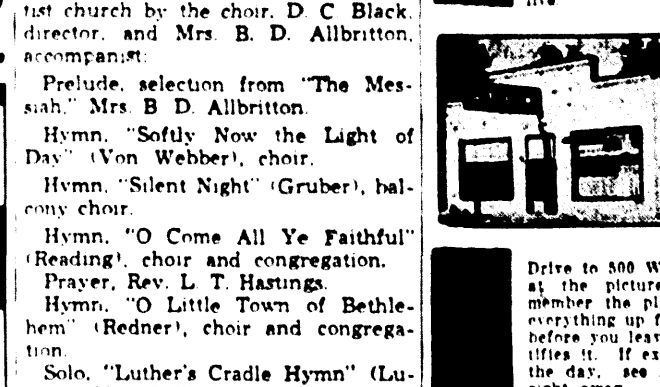 tist church by the choir. D. C Black.
director, and Mrs. B. D. Allbritton,
accompanist:
Prelude, selection from "The Mes-
siah," Mrs. B D. Allbritton.
Hymn, "Softly Now the Light of
Day" (Von Webber), choir.
Hymn, "Silent Night" (Gruber), bal-
cony choir.
Hymn, "O Come All Ye Faithful"
(Reading), choir and congregation.
Prayer, Rev. L. T. Hastings.
Hymn, "O Little Town of Bethle-
hem" (Redner), choir and congrega-
tion.
Solo, "Luther's Cradle Hymn" (Lu-
Drive to 500 W
at the picture
member the pl
everything up f
before you leav
tifies it. If ex
the day, see